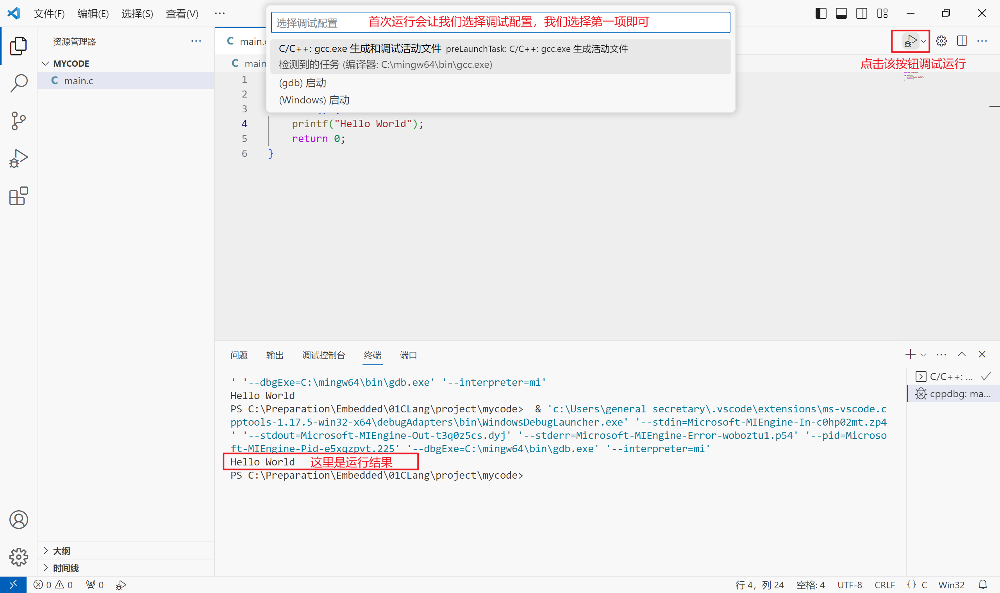 文件(F) 编辑(E) 选择(S) 查看(V) ···
选择调试配置 首次运行会让我们选择调试配置，我们选择第一项即可
C/C++: gcc.exe 生成和调试活动文件 preLaunchTask: C/C++: gcc.exe 生成活动文件
检测到的任务 (编译器: C:\mingw64\bin\gcc.exe)
(gdb) 启动
(Windows) 启动
点击该按钮调试运行
资源管理器 ···
MYCODE
C main.c
C main.c
C main
1
2
3
4 printf("Hello World");
5 return 0;
6 }
问题 输出 调试控制台 终端 端口
' '--dbgExe=C:\mingw64\bin\gdb.exe' '--interpreter=mi'
Hello World
PS C:\Preparation\Embedded\01CLang\project\mycode>  & 'c:\Users\general secretary\.vscode\extensions\ms-vscode.c
pptools-1.17.5-win32-x64\debugAdapters\bin\WindowsDebugLauncher.exe' '--stdin=Microsoft-MIEngine-In-c0hp02mt.zp4
' '--stdout=Microsoft-MIEngine-Out-t3q0z5cs.dyj' '--stderr=Microsoft-MIEngine-Error-woboztu1.p54' '--pid=Microso
ft-MIEngine-Pid-e5xqzpvt.225' '--dbgExe=C:\mingw64\bin\gdb.exe' '--interpreter=mi'
Hello World 这里是运行结果
PS C:\Preparation\Embedded\01CLang\project\mycode>
C/C++: ...
cppdbg: ma...
大纲
时间线
0 0 0 行 4，列 24 空格: 4 UTF-8 CRLF {} C Win32